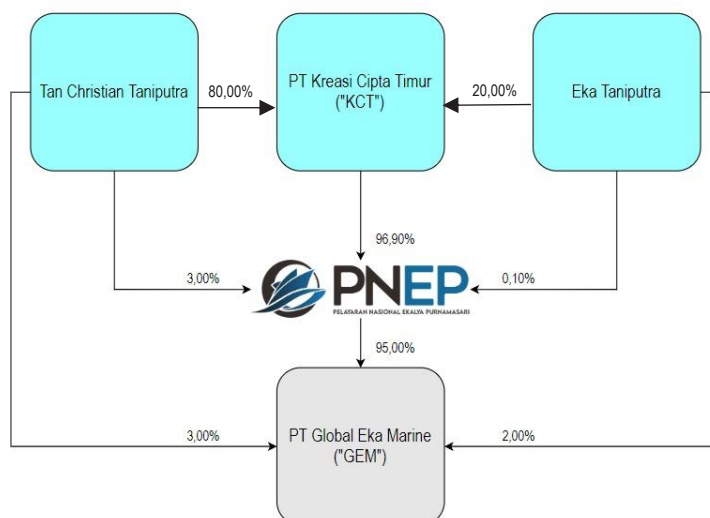 Tan Christian Taniputra
80,00%
PT Kreasi Cipta Timur
("KCT")
20,00%
Eka Taniputra
96,90%
3,00%
PNEP
0,10%
PELAYARAN NASIONAL EKALYA PURNAMASARI
95,00%
3,00%
PT Global Eka Marine
("GEM")
2,00%